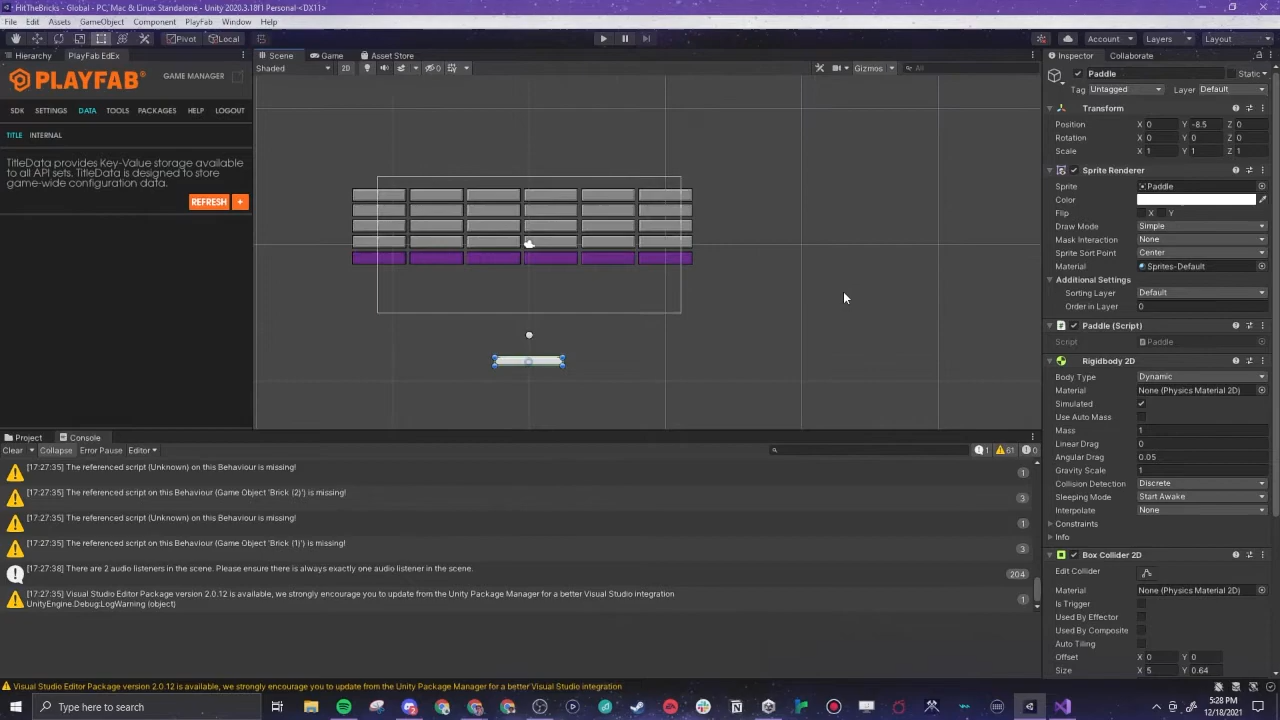 HitTheBricks - Global - PC, Mac & Linux Standalone - Unity 2020.3.18f1 Personal <DX11>
File Edit Assets GameObject Component PlayFab Window Help
Pivot Local Account Layers Layout
Hierarchy PlayFab EdEx Scene Game Asset Store Inspector Collaborate
Shaded 2D 0 Gizmos All
PLAYFAB GAME MANAGER
SDK SETTINGS DATA TOOLS PACKAGES HELP LOGOUT
TITLE INTERNAL
TitleData provides Key-Value storage available
to all API sets. TitleData is designed to store
game-wide configuration data.
REFRESH +
Paddle Static
Tag Untagged Layer Default
Transform
Position X 0 Y -8.5 Z 0
Rotation X 0 Y 0 Z 0
Scale X 1 Y 1 Z 1
Sprite Renderer
Sprite Paddle
Color
Flip X Y
Draw Mode Simple
Mask Interaction None
Sprite Sort Point Center
Material Sprites-Default
Additional Settings
Sorting Layer Default
Order in Layer 0
Paddle (Script)
Script Paddle
Rigidbody 2D
Body Type Dynamic
Material None (Physics Material 2D)
Simulated
Use Auto Mass
Mass 1
Linear Drag 0
Angular Drag 0.05
Gravity Scale 1
Collision Detection Discrete
Sleeping Mode Start Awake
Interpolate None
Constraints
Info
Box Collider 2D
Edit Collider
Material None (Physics Material 2D)
Is Trigger
Used By Effector
Used By Composite
Auto Tiling
Offset X 0 Y 0
Size X 5 Y 0.64
Project Console
Clear Collapse Error Pause Editor 1 61 0
[17:27:35] The referenced script (Unknown) on this Behaviour is missing! 1
[17:27:35] The referenced script on this Behaviour (Game Object 'Brick (2)') is missing! 3
[17:27:35] The referenced script (Unknown) on this Behaviour is missing! 1
[17:27:35] The referenced script on this Behaviour (Game Object 'Brick (1)') is missing! 3
[17:27:38] There are 2 audio listeners in the scene. Please ensure there is always exactly one audio listener in the scene. 204
[17:27:35] Visual Studio Editor Package version 2.0.12 is available, we strongly encourage you to update from the Unity Package Manager for a better Visual Studio integration 1
UnityEngine.Debug:LogWarning (object)
Visual Studio Editor Package version 2.0.12 is available, we strongly encourage you to update from the Unity Package Manager for a better Visual Studio integration
Type here to search
5:28 PM
12/18/2021